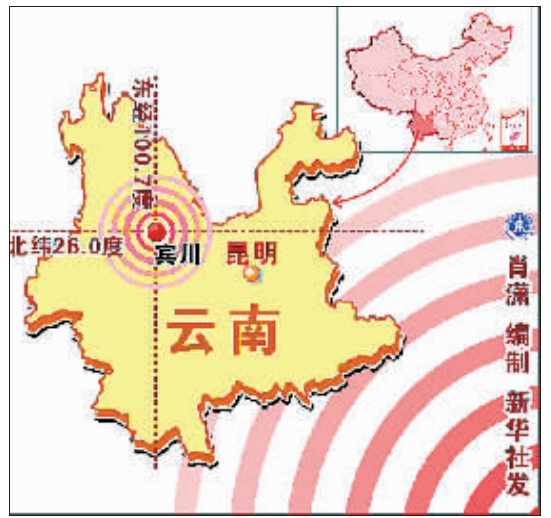 东经100.7度
北纬26.0度
宾川
昆明
云南
肖潇 编制 新华社发